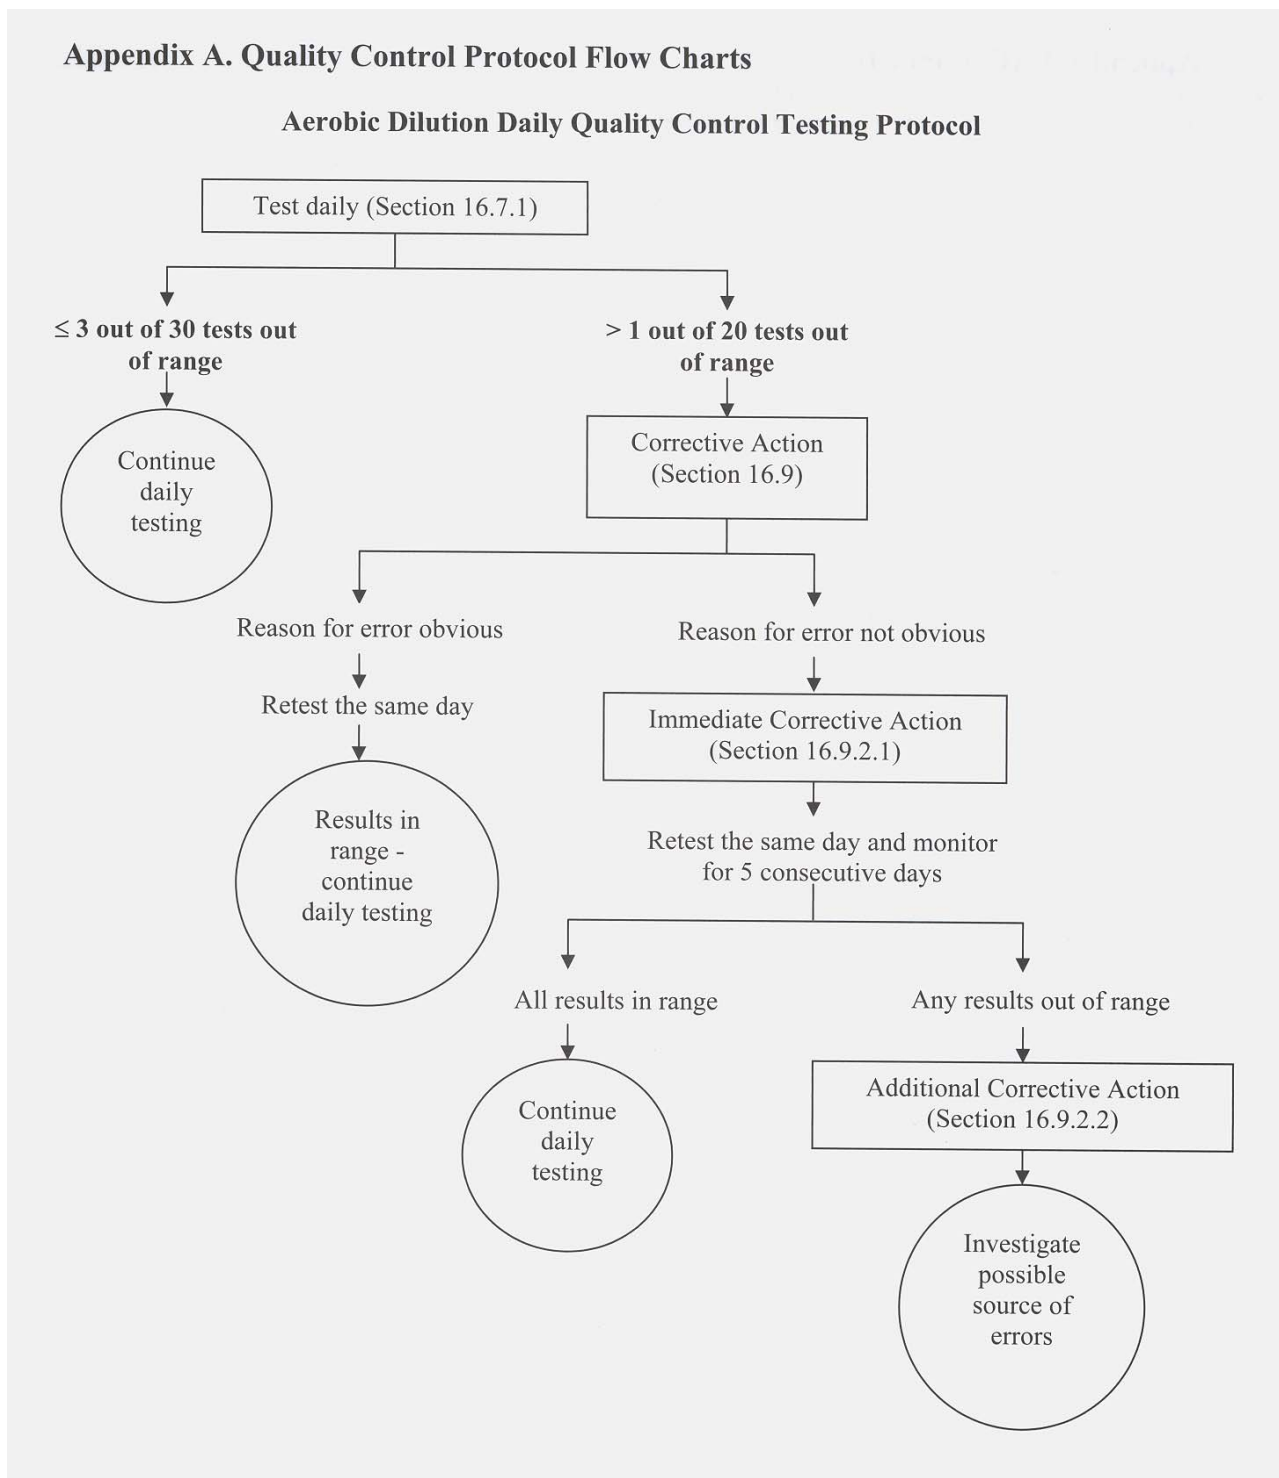 Appendix A. Quality Control Protocol Flow Charts
Aerobic Dilution Daily Quality Control Testing Protocol
Test daily (Section 16.7.1)
≤ 3 out of 30 tests out
of range
> 1 out of 20 tests out
of range
Continue
daily
testing
Corrective Action
(Section 16.9)
Reason for error obvious
Reason for error not obvious
Retest the same day
Immediate Corrective Action
(Section 16.9.2.1)
Results in
range -
continue
daily testing
Retest the same day and monitor
for 5 consecutive days
All results in range
Any results out of range
Continue
daily
testing
Additional Corrective Action
(Section 16.9.2.2)
Investigate
possible
source of
errors